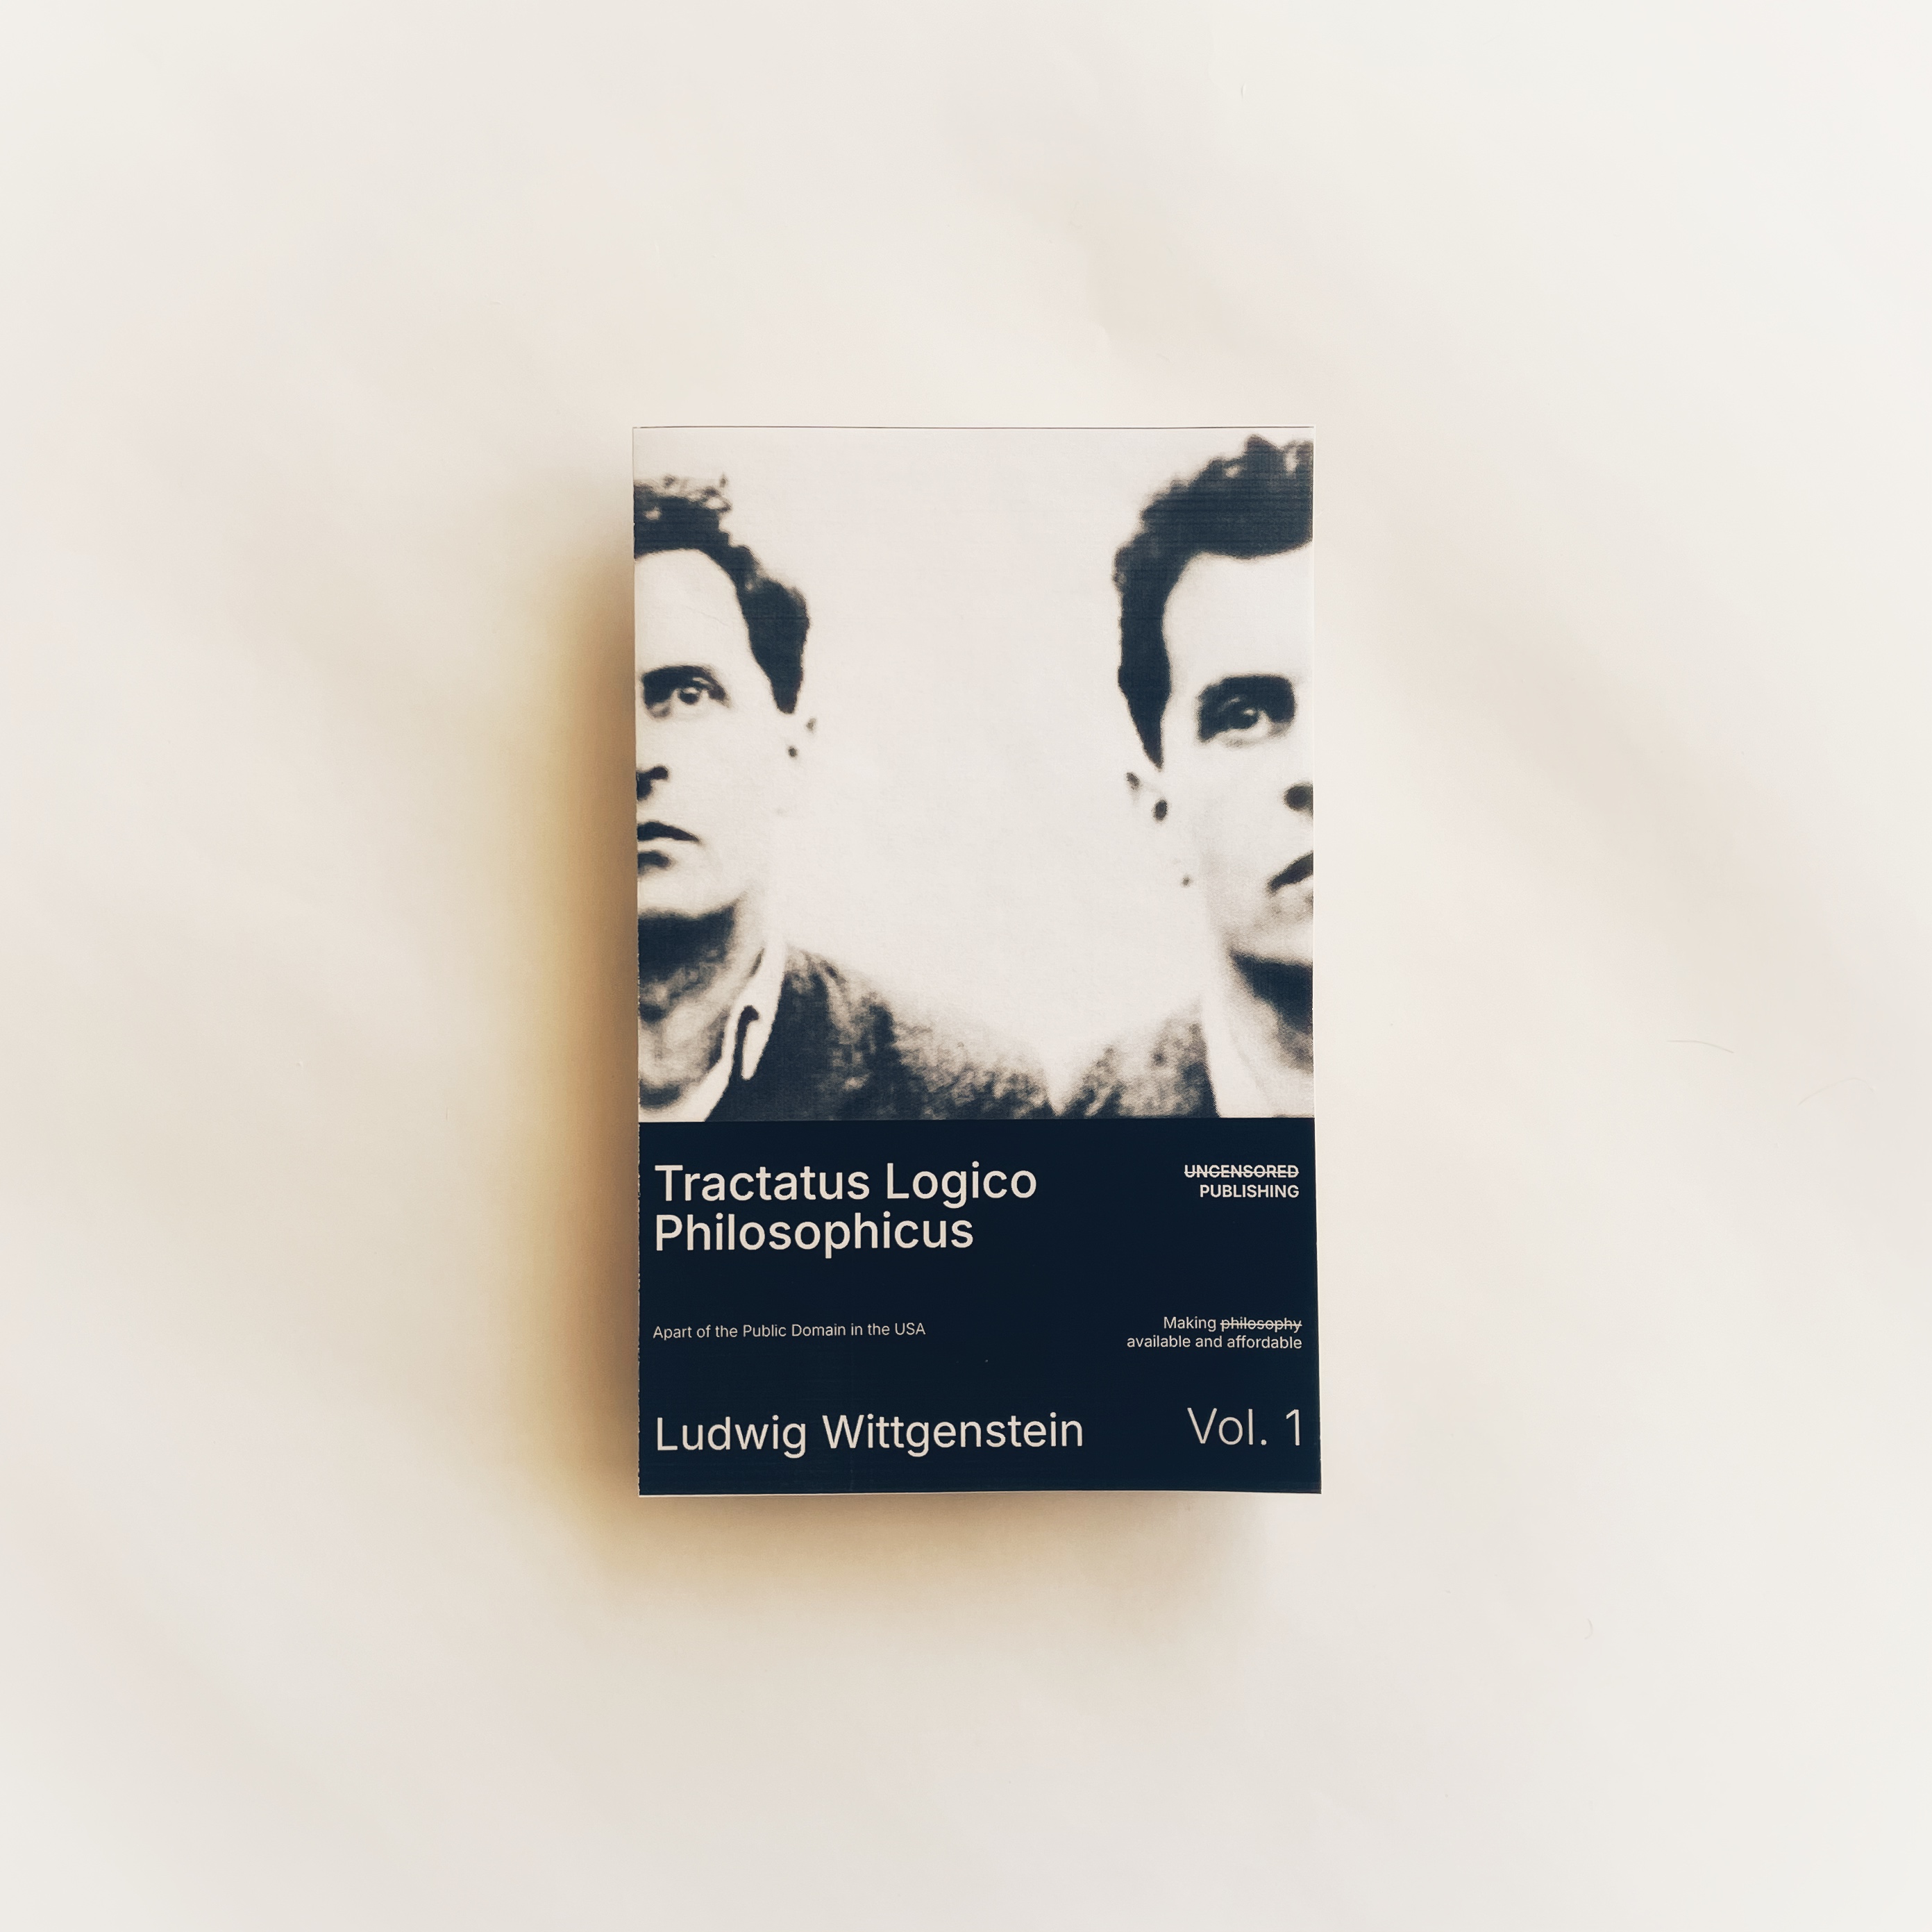 Tractatus Logico
Philosophicus
UNCENSORED
PUBLISHING
Apart of the Public Domain in the USA
Making philosophy
available and affordable
Ludwig Wittgenstein
Vol. 1